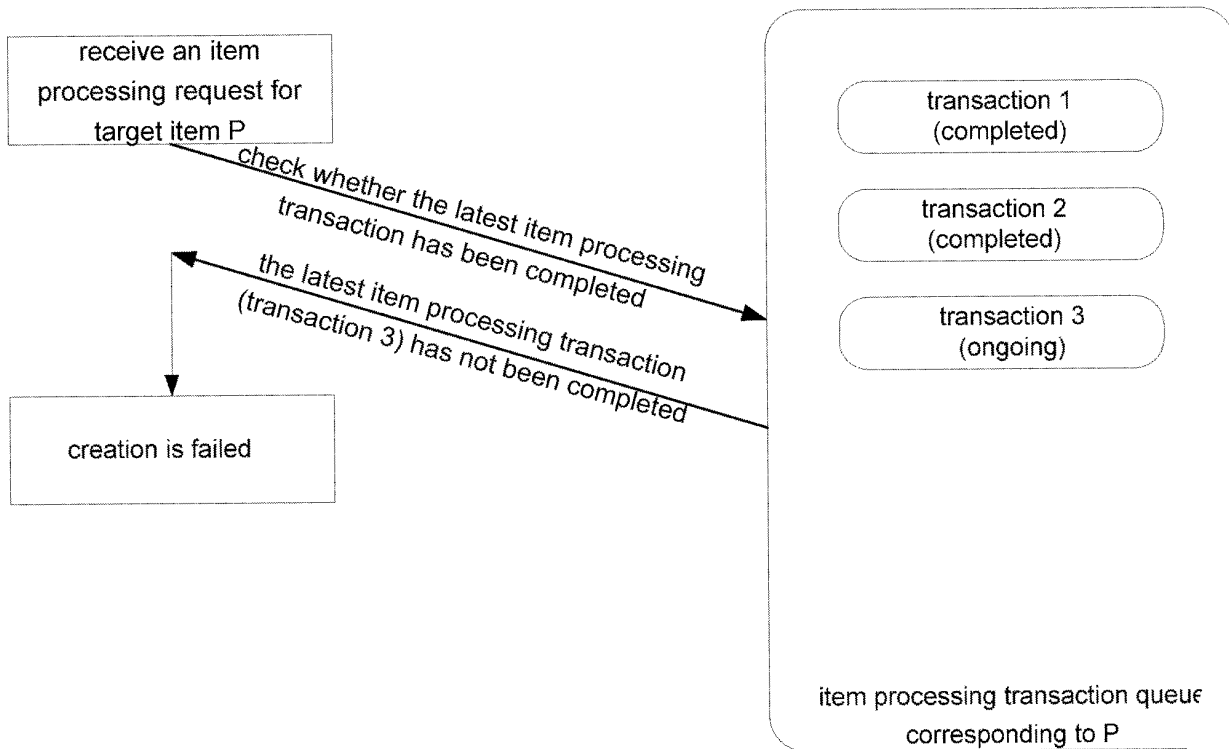 receive an item
processing request for
target item P
check whether the latest item processing
transaction has been completed
the latest item processing transaction
(transaction 3) has not been completed
creation is failed
transaction 1
(completed)
transaction 2
(completed)
transaction 3
(ongoing)
item processing transaction queue
corresponding to P